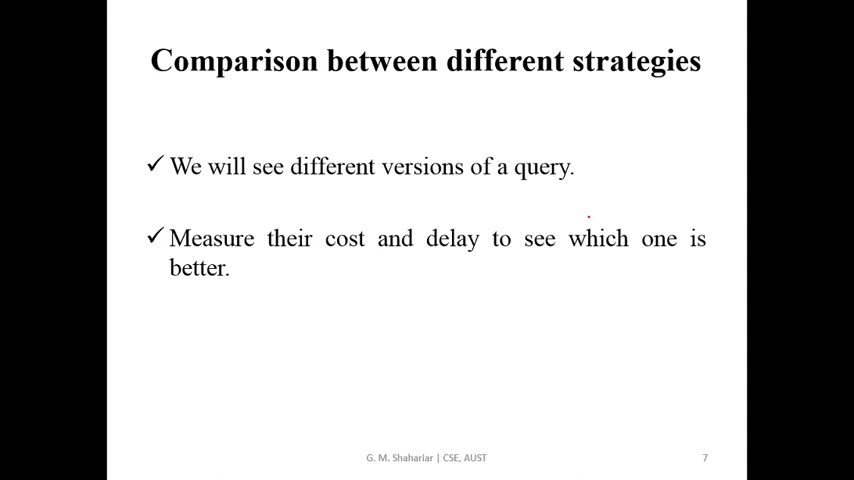 Comparison between different strategies
✓ We will see different versions of a query.
✓ Measure their cost and delay to see which one is
better.
G. M. Shahariar | CSE, AUST
7